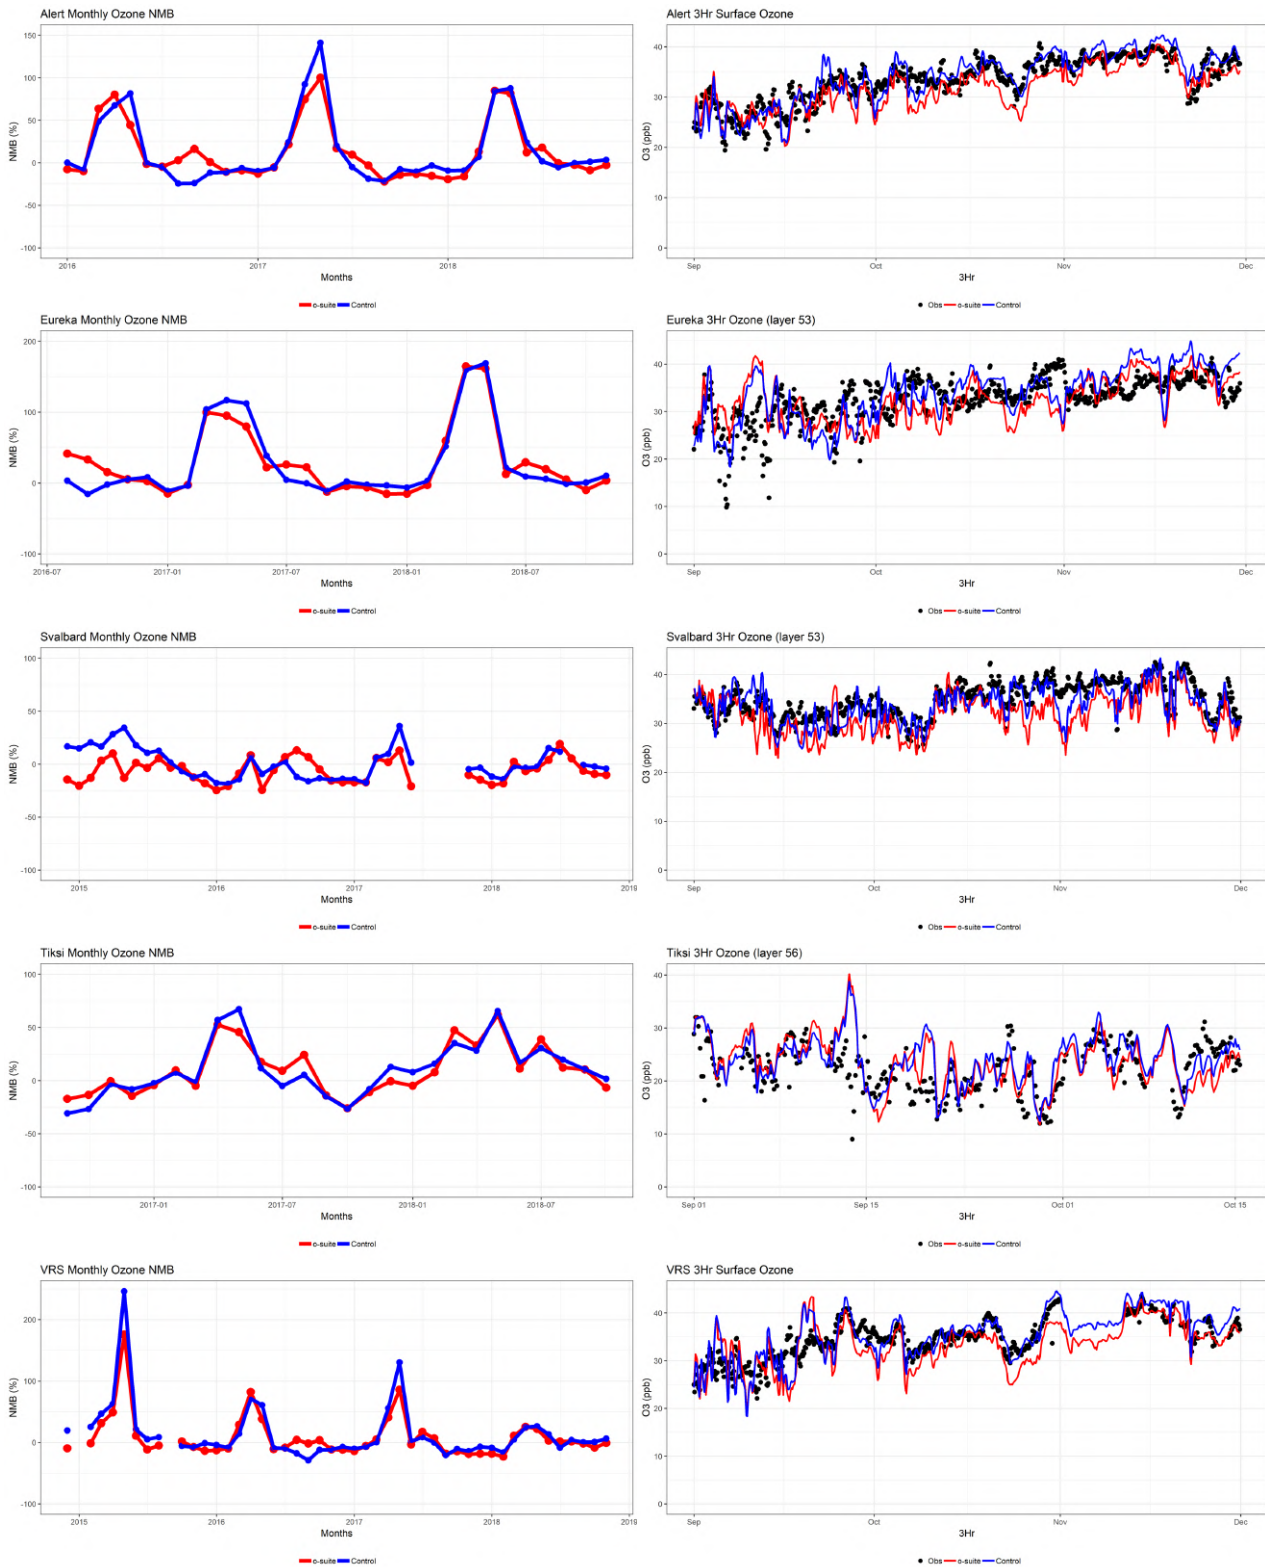 Alert Monthly Ozone NMB
NMB (%)
150
100
50
0
-50
-100
2016
2017
2018
Months
o-suite Control
Alert 3Hr Surface Ozone
O3 (ppb)
40
30
20
10
0
Sep
Oct
Nov
Dec
3Hr
Obs o-suite Control
Eureka Monthly Ozone NMB
NMB (%)
200
100
0
-100
2016-07
2017-01
2017-07
2018-01
2018-07
Months
o-suite Control
Eureka 3Hr Ozone (layer 53)
O3 (ppb)
40
30
20
10
0
Sep
Oct
Nov
Dec
3Hr
Obs o-suite Control
Svalbard Monthly Ozone NMB
NMB (%)
100
50
0
-50
-100
2015
2016
2017
2018
2019
Months
o-suite Control
Svalbard 3Hr Ozone (layer 53)
O3 (ppb)
40
30
20
10
0
Sep
Oct
Nov
Dec
3Hr
Obs o-suite Control
Tiksi Monthly Ozone NMB
NMB (%)
100
50
0
-50
-100
2017-01
2017-07
2018-01
2018-07
Months
o-suite Control
Tiksi 3Hr Ozone (layer 56)
O3 (ppb)
40
30
20
10
0
Sep 01
Sep 15
Oct 01
Oct 15
3Hr
Obs o-suite Control
VRS Monthly Ozone NMB
NMB (%)
200
100
0
-100
2015
2016
2017
2018
2019
Months
o-suite Control
VRS 3Hr Surface Ozone
O3 (ppb)
40
30
20
10
0
Sep
Oct
Nov
Dec
3Hr
Obs o-suite Control